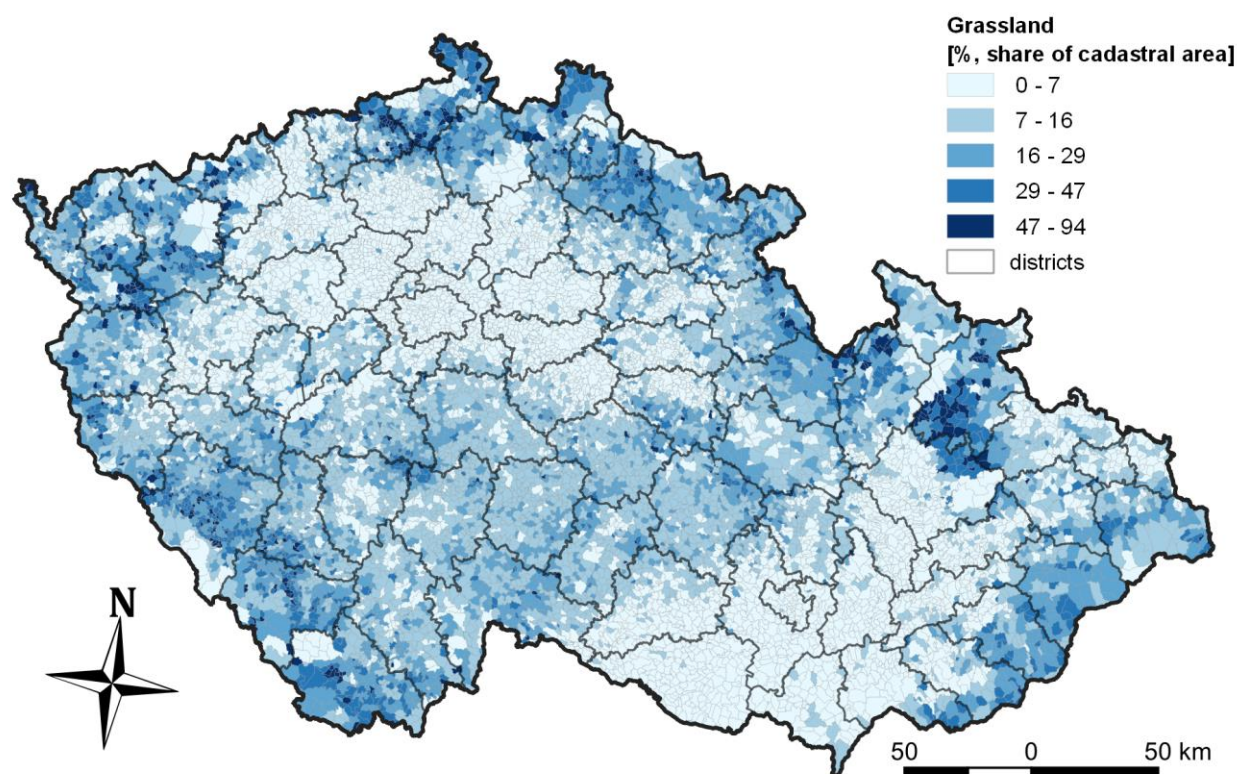 Grassland
[%, share of cadastral area]
0 - 7
7 - 16
16 - 29
29 - 47
47 - 94
districts
N
50 0 50 km